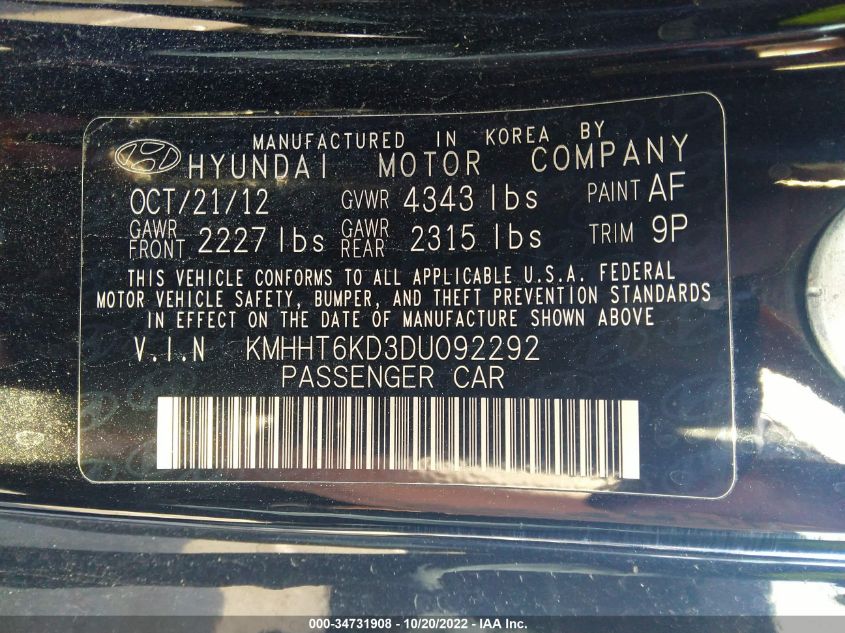 MANUFACTURED IN KOREA BY
HYUNDAI MOTOR COMPANY
OCT/21/12 GVWR 4343 lbs PAINT AF
GAWR FRONT 2227 lbs GAWR REAR 2315 lbs TRIM 9P
THIS VEHICLE CONFORMS TO ALL APPLICABLE U.S.A. FEDERAL
MOTOR VEHICLE SAFETY, BUMPER, AND THEFT PREVENTION STANDARDS
IN EFFECT ON THE DATE OF MANUFACTURE SHOWN ABOVE
V.I.N KMHHT6KD3DU092292
PASSENGER CAR
000-34731908 - 10/20/2022 - IAA Inc.